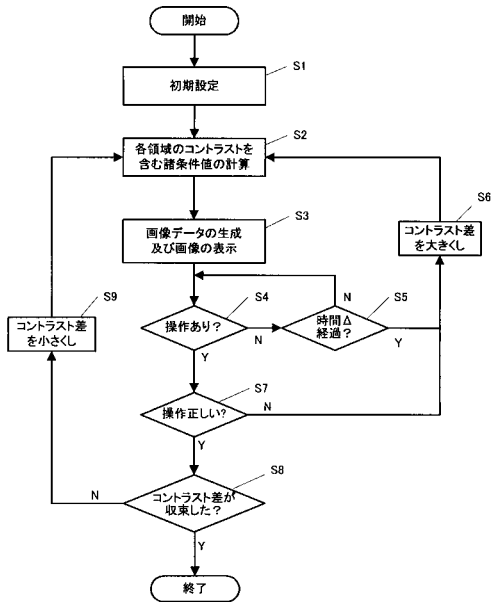 開始
S1
初期設定
S2
各領域のコントラストを
含む諸条件値の計算
S3
画像データの生成
及び画像の表示
S6
コントラスト差
を大きくし
S9
コントラスト差
を小さくし
S4
操作あり?
N
Y
S5
時間Δ
経過?
N
Y
S7
操作正しい?
N
Y
S8
コントラスト差が
収束した?
N
Y
終了